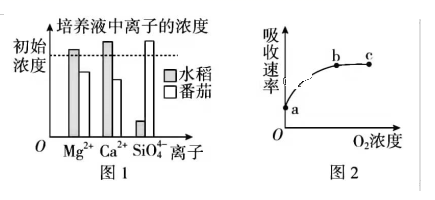 培养液中离子的浓度
初始
浓度
水稻
番茄
O Mg²⁺ Ca²⁺ SiO₄⁴⁻ 离子
图1
吸收速率
a
b
c
O O₂浓度
图2